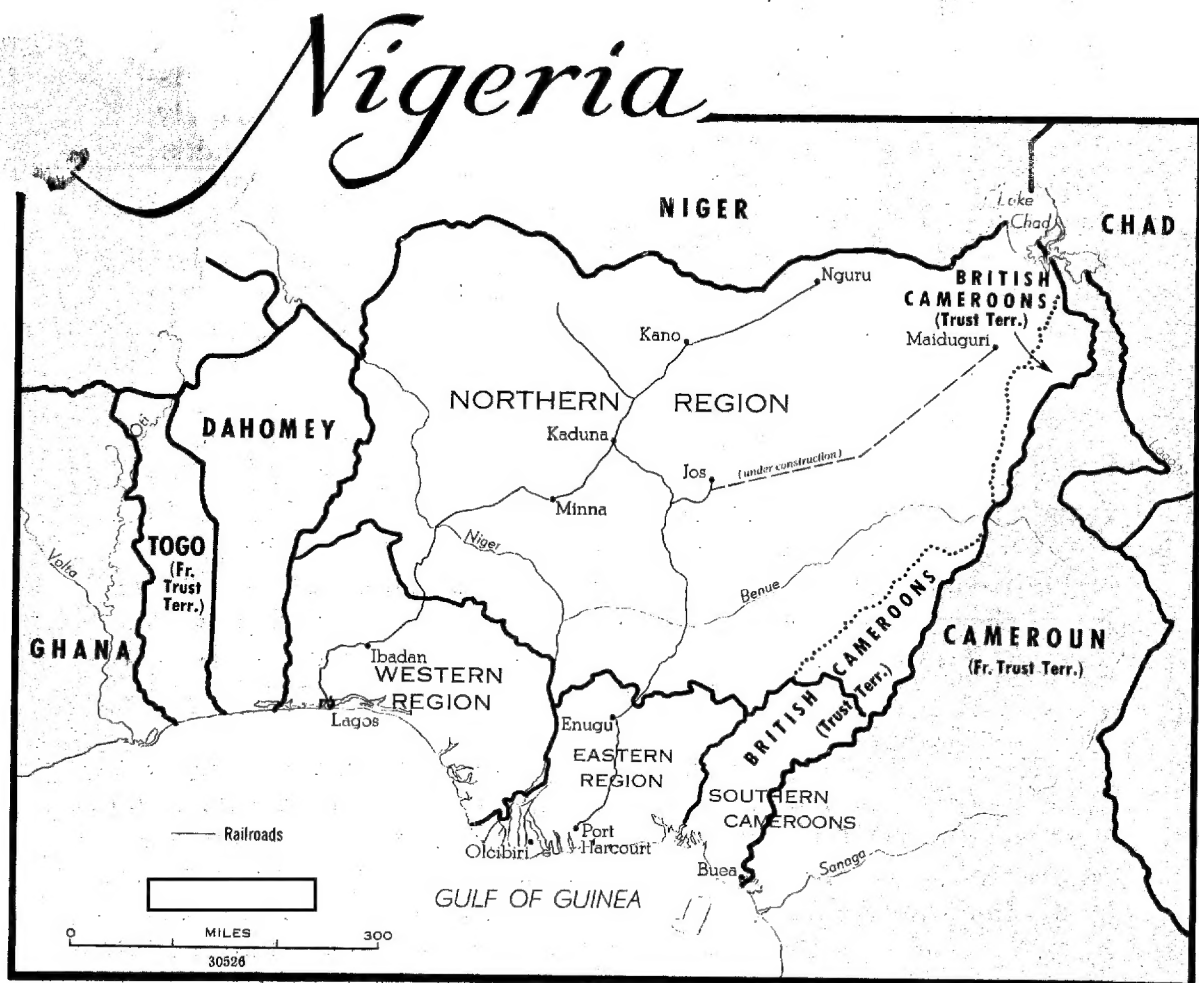 Nigeria
NIGER
Lake
Chad
CHAD
Nguru
BRITISH
CAMEROONS
(Trust Terr.)
Kano
Maiduguri
NORTHERN REGION
DAHOMEY
Oti
Kaduna
Jos
(under construction)
Minna
Niger
Volta
TOGO
(Fr.
Trust
Terr.)
Benue
GHANA
BRITISH CAMEROONS
(Trust Terr.)
CAMEROUN
(Fr. Trust Terr.)
Ibadan
WESTERN
REGION
Lagos
Enugu
EASTERN
REGION
SOUTHERN
CAMEROONS
Railroads
Port
Harcourt
Olcibiri
Buea
Sanaga
GULF OF GUINEA
0 MILES 300
30526